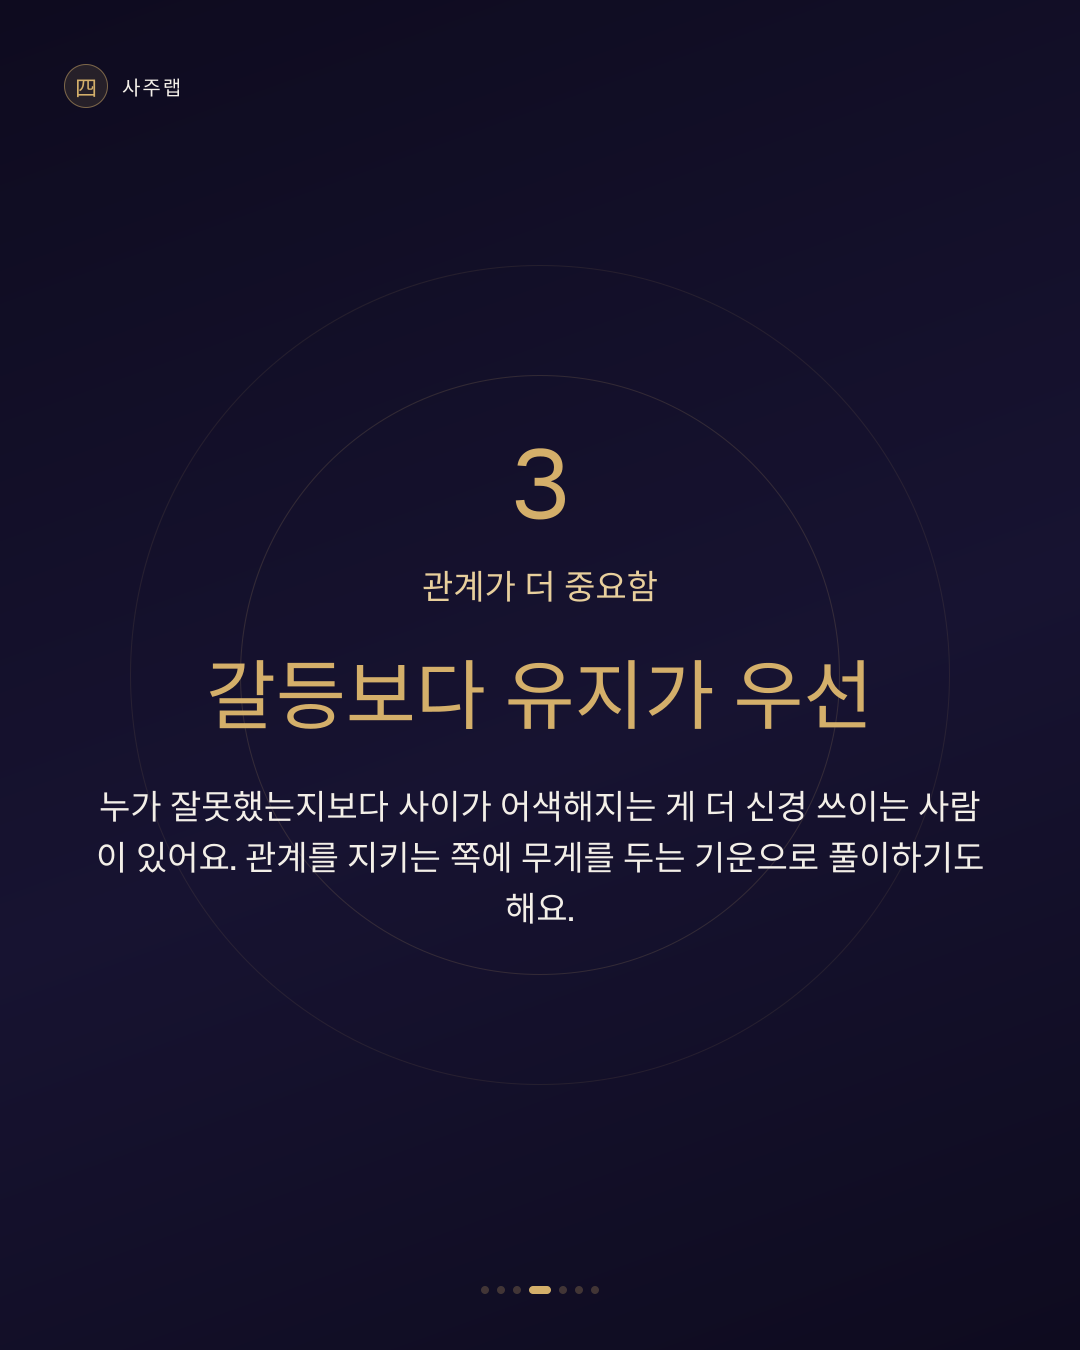 四 사주랩
3
관계가 더 중요함
갈등보다 유지가 우선
누가 잘못했는지보다 사이가 어색해지는 게 더 신경 쓰이는 사람
이 있어요. 관계를 지키는 쪽에 무게를 두는 기운으로 풀이하기도
해요.